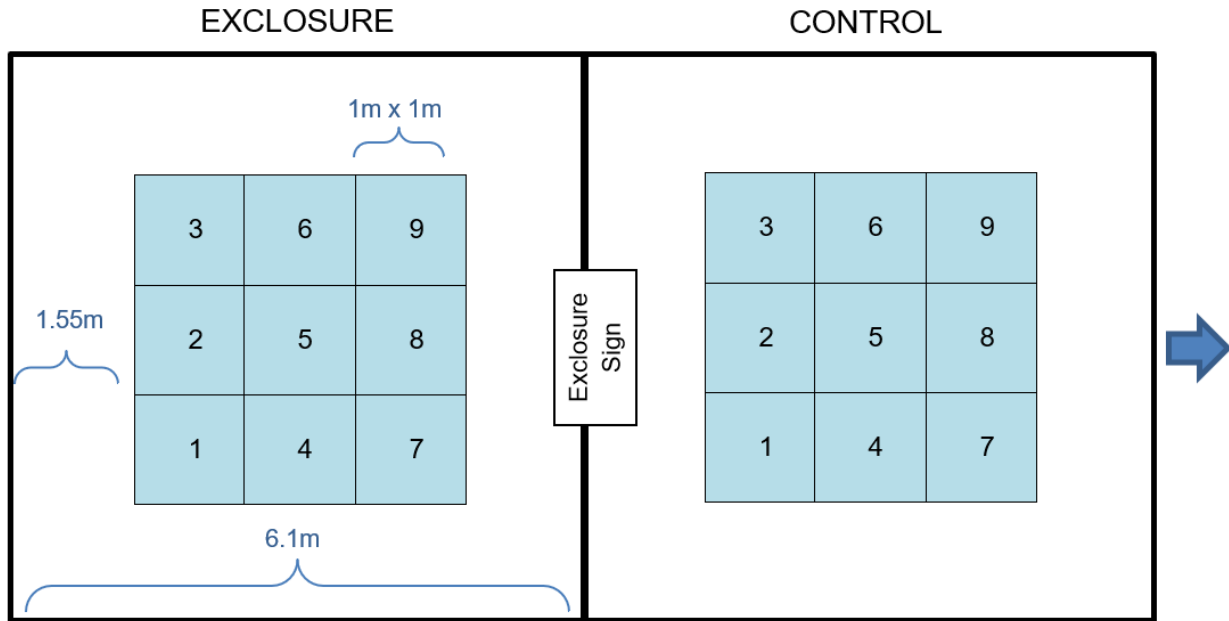 EXCLOSURE
CONTROL
1m x 1m
3 6 9
2 5 8
1 4 7
1.55m
6.1m
Exclosure
Sign
3 6 9
2 5 8
1 4 7